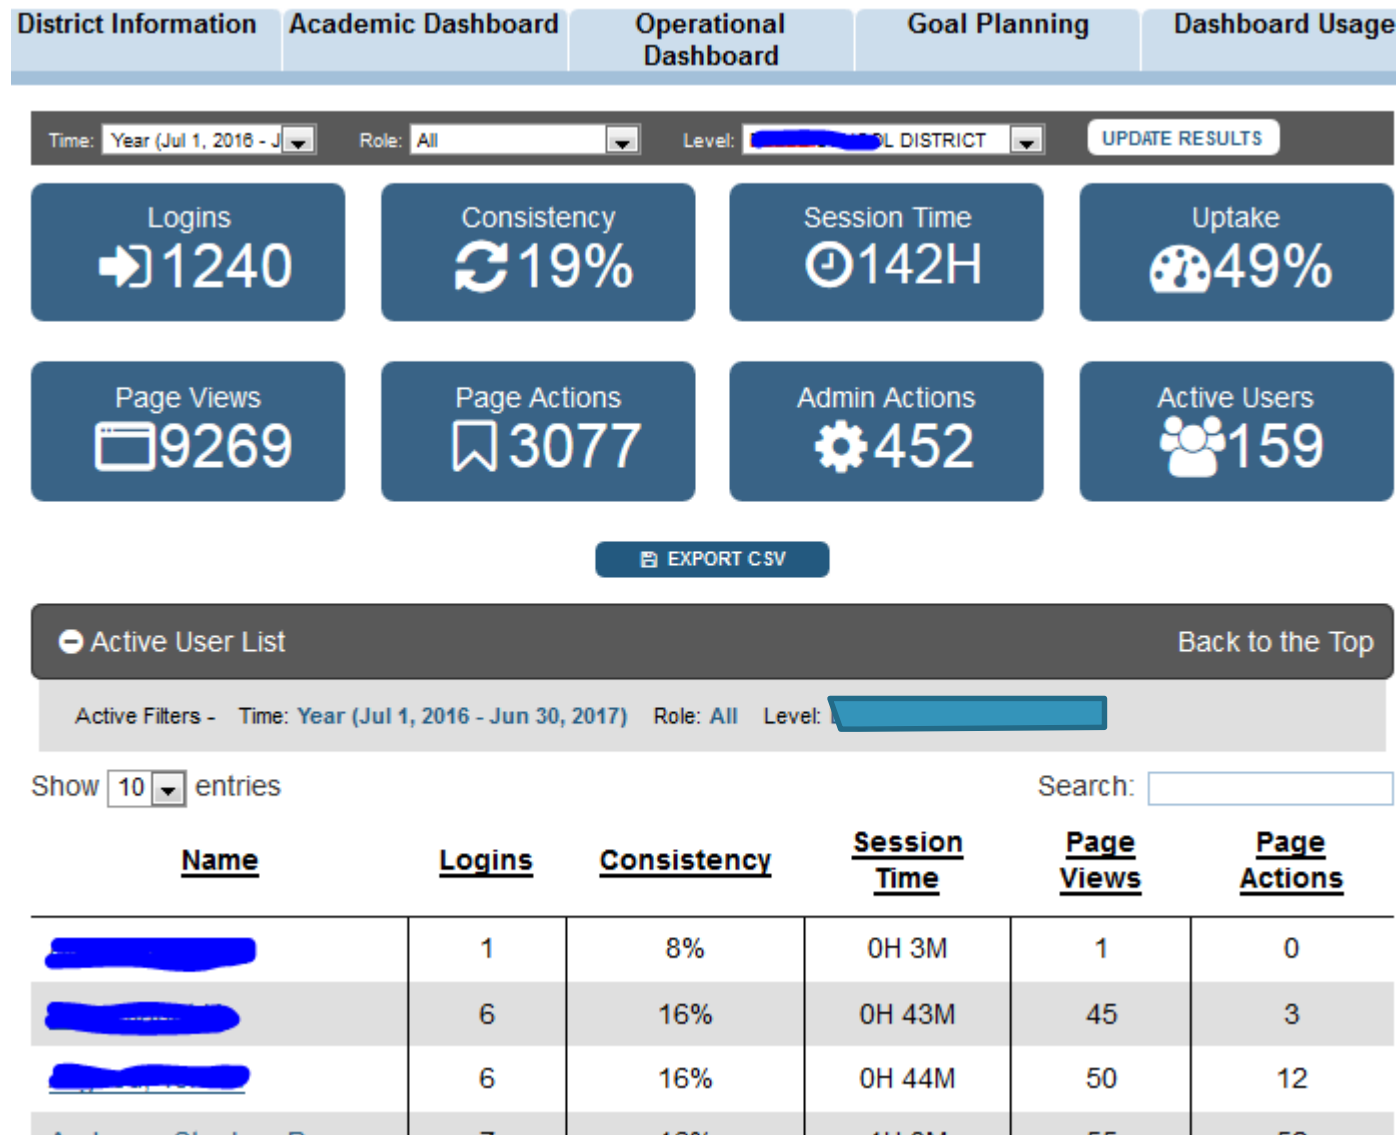 District Information Academic Dashboard Operational Dashboard Goal Planning Dashboard Usage
Time: Year (Jul 1, 2016 - J Role: All Level: DISTRICT UPDATE RESULTS
Logins Consistency Session Time Uptake
1240 19% 142H 49%
Page Views Page Actions Admin Actions Active Users
9269 3077 452 159
EXPORT CSV
Active User List Back to the Top
Active Filters - Time: Year (Jul 1, 2016 - Jun 30, 2017) Role: All Level:
Show 10 entries Search:
Name Logins Consistency Session Time Page Views Page Actions
1 8% 0H 3M 1 0
6 16% 0H 43M 45 3
6 16% 0H 44M 50 12